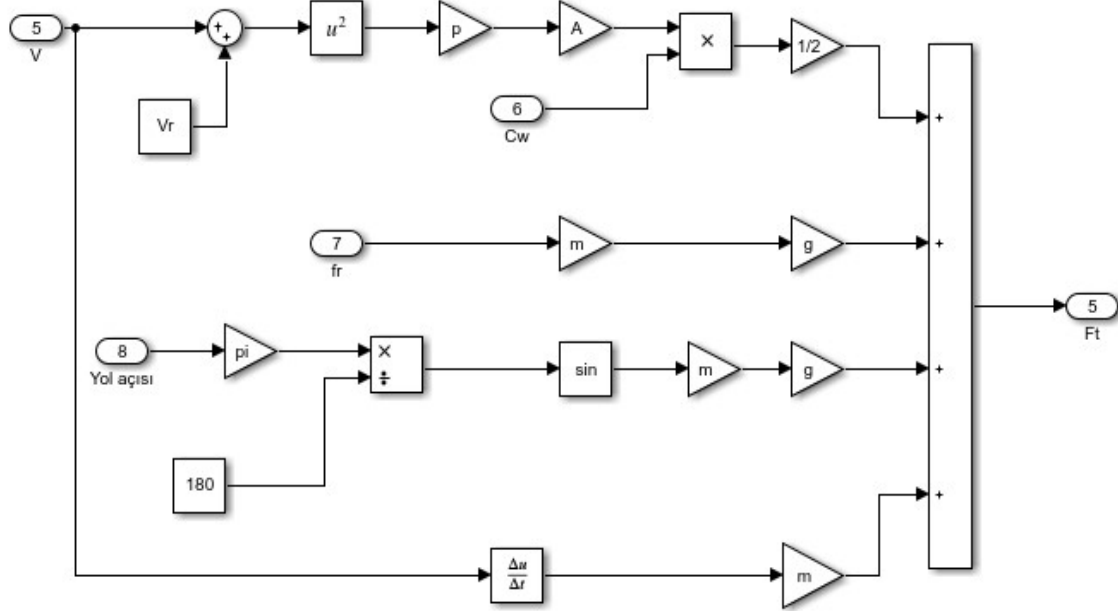 5
V
+
+
u²
p
A
×
1/2
Vr
6
Cw
+
7
fr
m
g
+
8
Yol açısı
pi
×
÷
sin
m
g
+
5
Ft
180
+
Δu
Δt
m